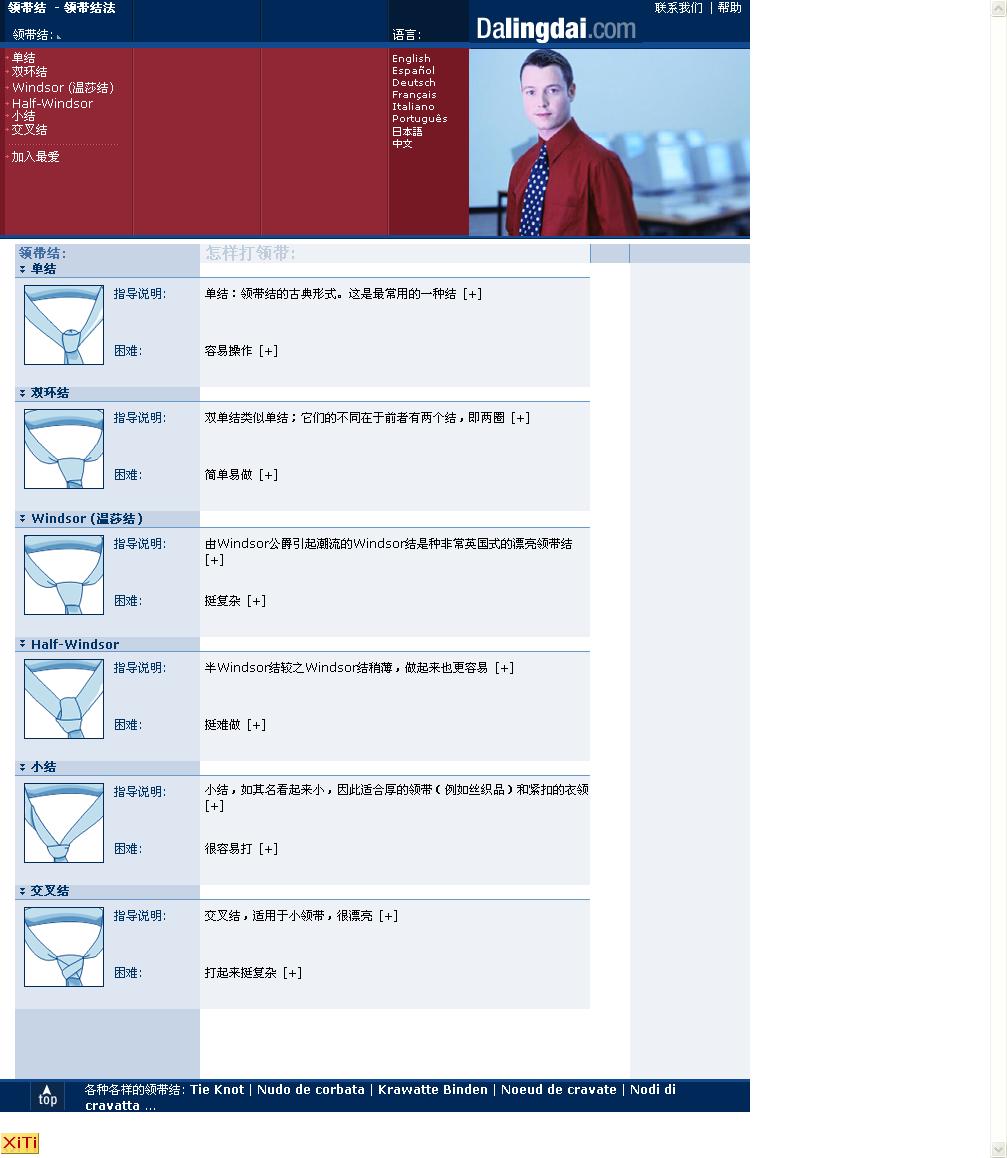 领带结 - 领带结法
联系我们 | 帮助
领带结:
语言:
Dalingdai.com
单结
双环结
Windsor (温莎结)
Half-Windsor
小结
交叉结
加入最爱
English
Español
Deutsch
Français
Italiano
Português
日本語
中文
领带结:
怎样打领带:
单结
指导说明:
单结：领带结的古典形式。这是最常用的一种结 [+]
困难:
容易操作 [+]
双环结
指导说明:
双单结类似单结；它们的不同在于前者有两个结，即两圈 [+]
困难:
简单易做 [+]
Windsor (温莎结)
指导说明:
由Windsor公爵引起潮流的Windsor结是种非常英国式的漂亮领带结
[+]
困难:
挺复杂 [+]
Half-Windsor
指导说明:
半Windsor结较之Windsor结稍薄，做起来也更容易 [+]
困难:
挺难做 [+]
小结
指导说明:
小结，如其名看起来小，因此适合厚的领带（例如丝织品）和紧扣的衣领
[+]
困难:
很容易打 [+]
交叉结
指导说明:
交叉结，适用于小领带，很漂亮 [+]
困难:
打起来挺复杂 [+]
top
各种各样的领带结: Tie Knot | Nudo de corbata | Krawatte Binden | Noeud de cravate | Nodi di
cravatta ...
XiTi